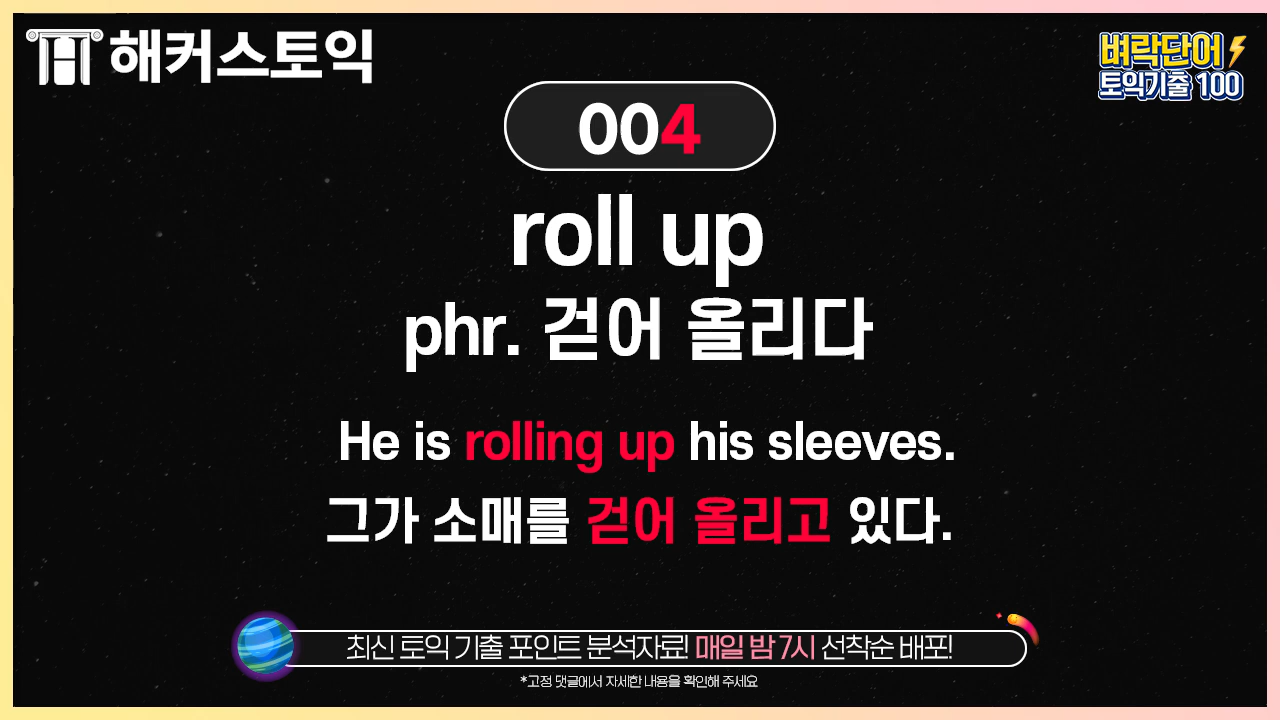 해커스토익
벼락단어
토익기출 100
004
roll up
phr. 걷어 올리다
He is rolling up his sleeves.
그가 소매를 걷어 올리고 있다.
최신 토익 기출 포인트 분석자료! 매일 밤 7시 선착순 배포!
*고정 댓글에서 자세한 내용을 확인해 주세요